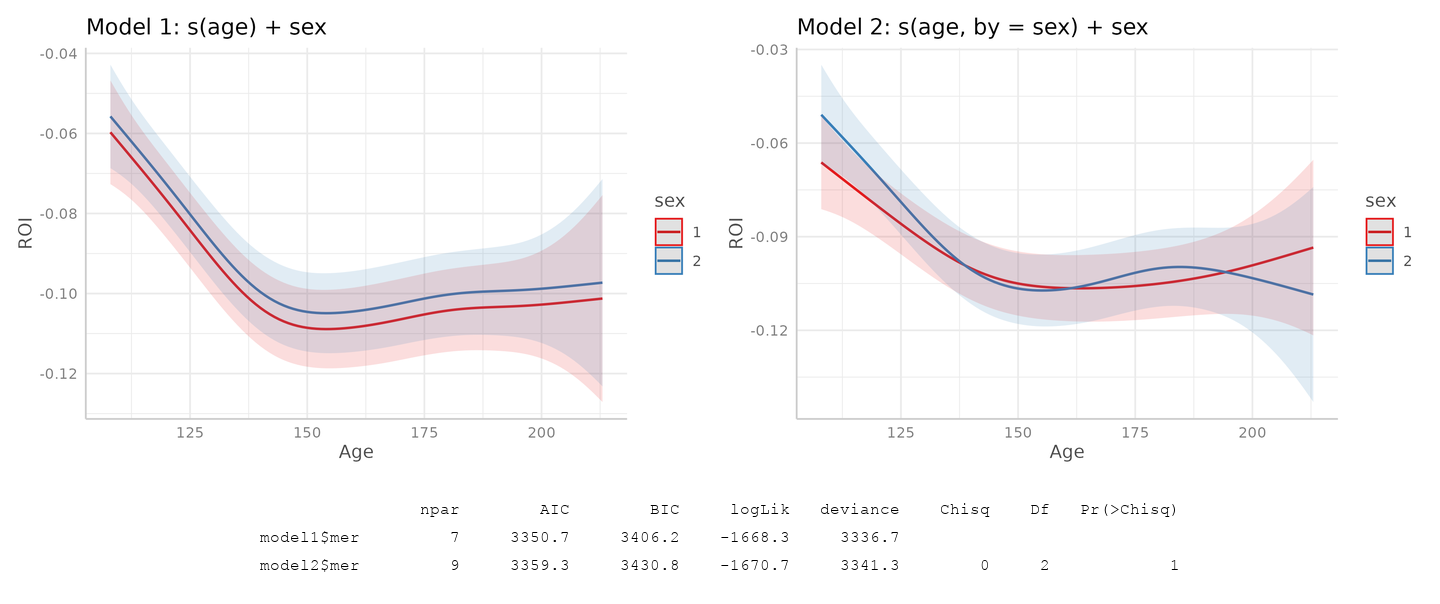 Model 1: s(age) + sex
-0.04
-0.06
-0.08
-0.10
-0.12
ROI
125 150 175 200
Age
sex
1
2
Model 2: s(age, by = sex) + sex
-0.03
-0.06
-0.09
-0.12
ROI
125 150 175 200
Age
sex
1
2
npar AIC BIC logLik deviance Chisq Df Pr(>Chisq)
model1$mer 7 3350.7 3406.2 -1668.3 3336.7
model2$mer 9 3359.3 3430.8 -1670.7 3341.3 0 2 1